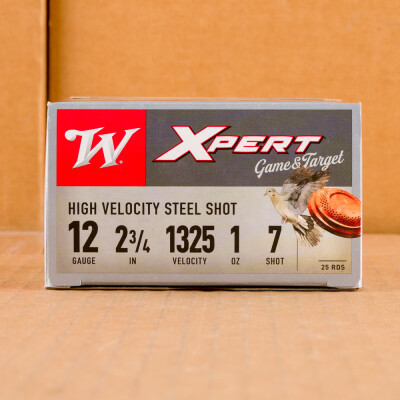 W
XPERT
Game & Target
HIGH VELOCITY STEEL SHOT
12 2 3/4 1325 1 7
GAUGE IN VELOCITY OZ SHOT
25 RDS